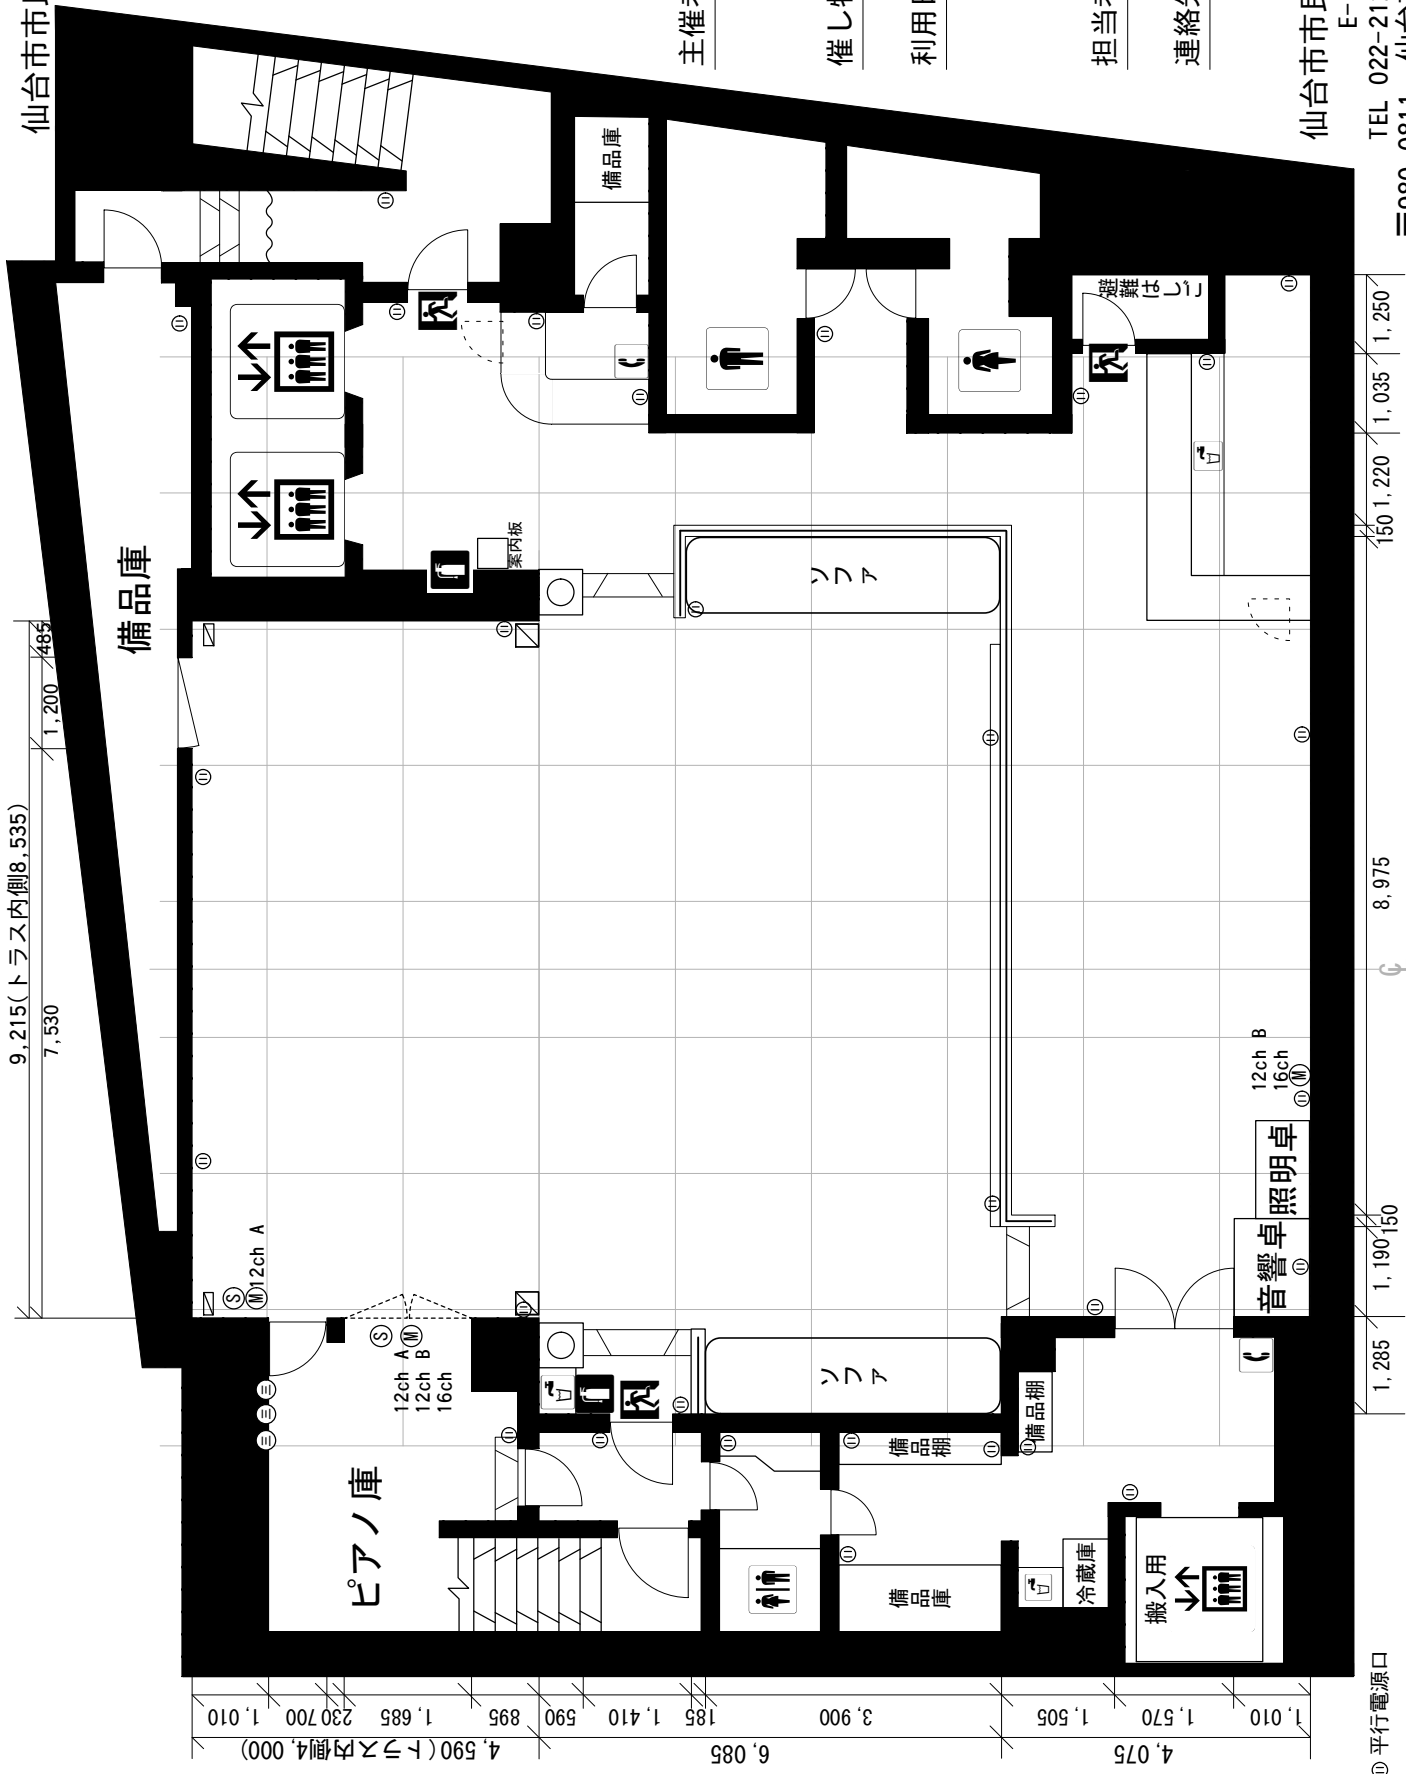 仙台市市
主催
催し
利用
担当
連絡
仙台市市
E-
TEL 022-21
〒980-0811 仙台
備品庫
避難はしご
備品庫
案内板
ソファ
9,215(トラス内側8,535)
485
1,200
7,530
1,250
1,035
1,220
150
8,975
150
1,190
1,285
12ch B
16ch
照明卓
音響卓
12ch A
12ch A
12ch B
16ch
ソファ
備品棚
備品棚
ピアノ庫
備品庫
冷蔵庫
搬入用
1,010
700
230
1,685
895
590
1,410
185
3,900
1,505
1,570
1,010
4,590(トラス内側4,000)
6,085
4,075
平行電源口
S
M
S
M
M